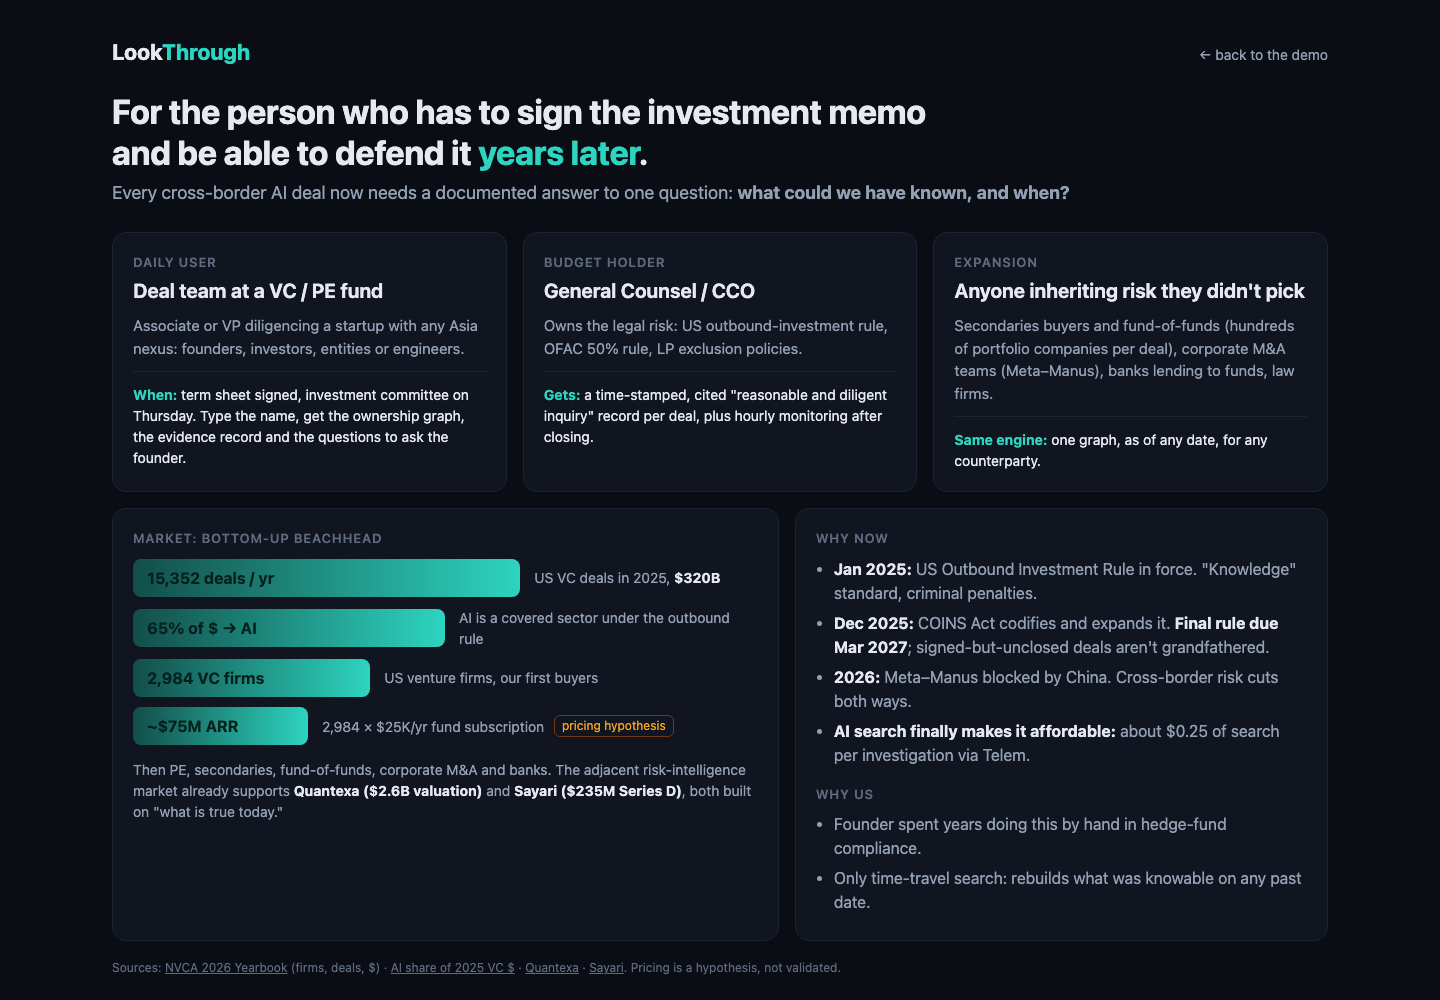 LookThrough
← back to the demo
For the person who has to sign the investment memo
and be able to defend it years later.
Every cross-border AI deal now needs a documented answer to one question: what could we have known, and when?
DAILY USER
Deal team at a VC / PE fund
Associate or VP diligencing a startup with any Asia
nexus: founders, investors, entities or engineers.
When: term sheet signed, investment committee on
Thursday. Type the name, get the ownership graph,
the evidence record and the questions to ask the
founder.
BUDGET HOLDER
General Counsel / CCO
Owns the legal risk: US outbound-investment rule,
OFAC 50% rule, LP exclusion policies.
Gets: a time-stamped, cited "reasonable and diligent
inquiry" record per deal, plus hourly monitoring after
closing.
EXPANSION
Anyone inheriting risk they didn't pick
Secondaries buyers and fund-of-funds (hundreds
of portfolio companies per deal), corporate M&A
teams (Meta–Manus), banks lending to funds, law
firms.
Same engine: one graph, as of any date, for any
counterparty.
MARKET: BOTTOM-UP BEACHHEAD
15,352 deals / yr
US VC deals in 2025, $320B
65% of $ → AI
AI is a covered sector under the outbound
rule
2,984 VC firms
US venture firms, our first buyers
~$75M ARR
2,984 × $25K/yr fund subscription
pricing hypothesis
Then PE, secondaries, fund-of-funds, corporate M&A and banks. The adjacent risk-intelligence
market already supports Quantexa ($2.6B valuation) and Sayari ($235M Series D), both built
on "what is true today."
WHY NOW
• Jan 2025: US Outbound Investment Rule in force. "Knowledge"
standard, criminal penalties.
• Dec 2025: COINS Act codifies and expands it. Final rule due
Mar 2027; signed-but-unclosed deals aren't grandfathered.
• 2026: Meta–Manus blocked by China. Cross-border risk cuts
both ways.
• AI search finally makes it affordable: about $0.25 of search
per investigation via Telem.
WHY US
• Founder spent years doing this by hand in hedge-fund
compliance.
• Only time-travel search: rebuilds what was knowable on any past
date.
Sources: NVCA 2026 Yearbook (firms, deals, $) · AI share of 2025 VC $ · Quantexa · Sayari. Pricing is a hypothesis, not validated.